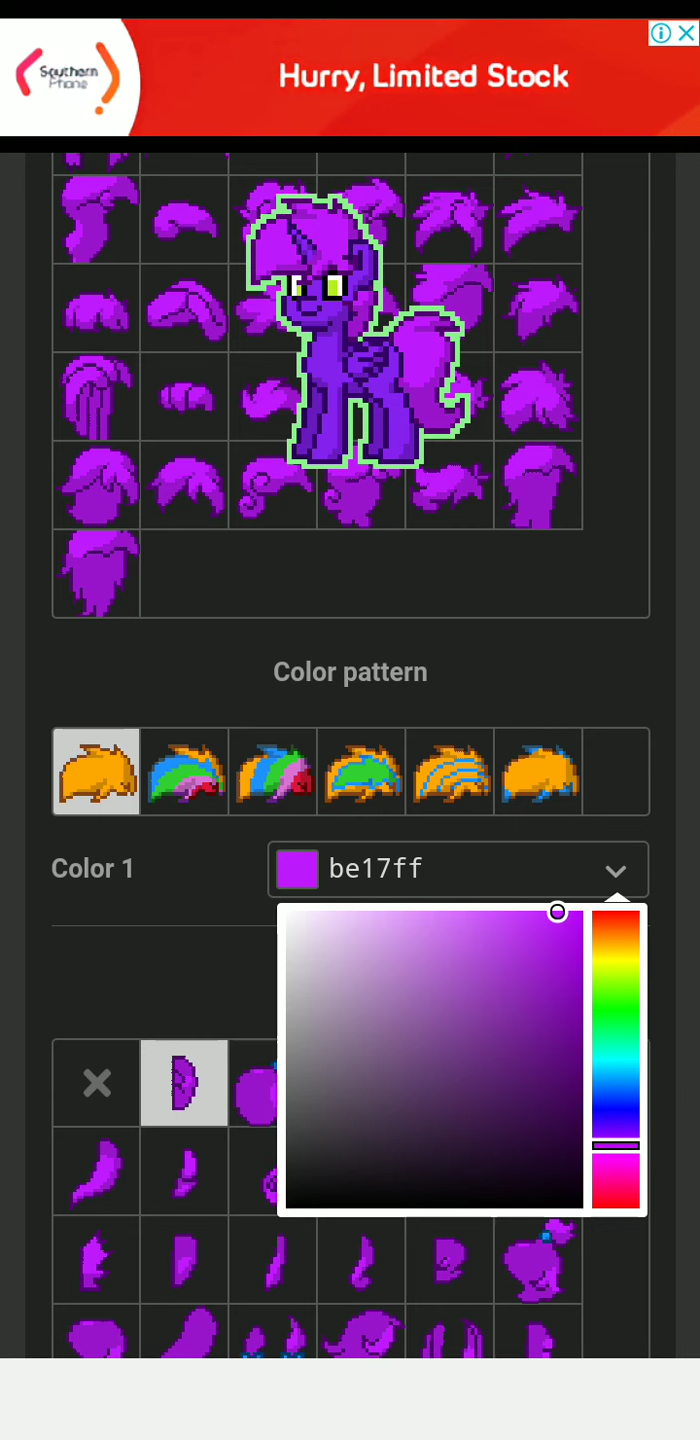 Southern
Phone
Hurry, Limited Stock
Color pattern
Color 1
be17ff